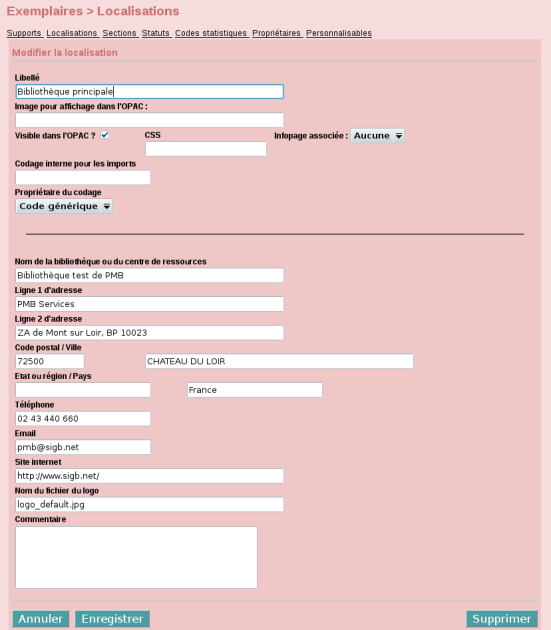 Exemplaires > Localisations
Supports Localisations Sections Statuts Codes statistiques Propriétaires Personnalisables
Modifier la localisation
Libellé
Bibliothèque principale
Image pour affichage dans l'OPAC :
Visible dans l'OPAC ? CSS Infopage associée : Aucune
Codage interne pour les imports
Propriétaire du codage
Code générique
Nom de la bibliothèque ou du centre de ressources
Bibliothèque test de PMB
Ligne 1 d'adresse
PMB Services
Ligne 2 d'adresse
ZA de Mont sur Loir, BP 10023
Code postal / Ville
72500 CHATEAU DU LOIR
Etat ou région / Pays
France
Téléphone
02 43 440 660
Email
pmb@sigb.net
Site internet
http://www.sigb.net/
Nom du fichier du logo
logo_default.jpg
Commentaire
Annuler Enregistrer Supprimer